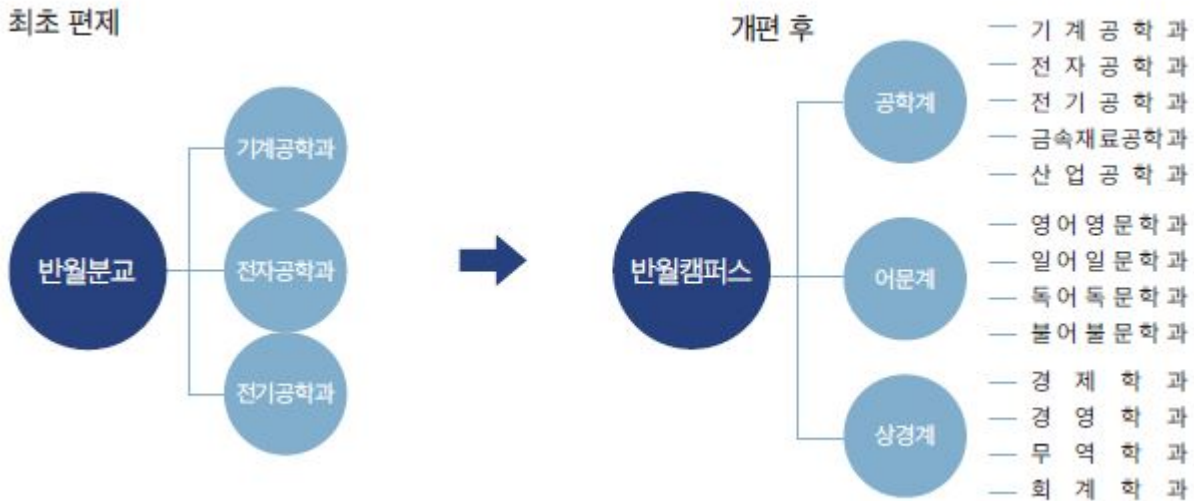 최초 편제
반월분교
기계공학과
전자공학과
전기공학과
개편 후
반월캠퍼스
공학계
기계공학과
전자공학과
전기공학과
금속재료공학과
산업공학과
어문계
영어영문학과
일어일문학과
독어독문학과
불어불문학과
상경계
경제학과
경영학과
무역학과
회계학과